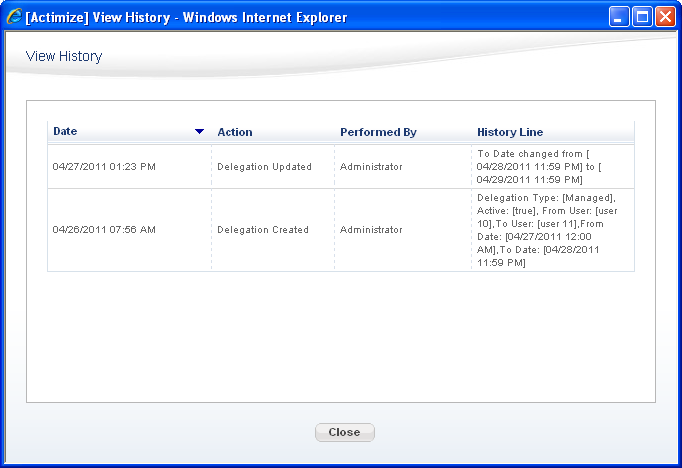 [Actimize] View History - Windows Internet Explorer
View History
Date Action Performed By History Line
04/27/2011 01:23 PM Delegation Updated Administrator To Date changed from [
04/28/2011 11:59 PM] to [
04/29/2011 11:59 PM]
04/26/2011 07:56 AM Delegation Created Administrator Delegation Type: [Managed],
Active: [true], From User: [user
10],To User: [user 11],From
Date: [04/27/2011 12:00
AM],To Date: [04/28/2011
11:59 PM]
Close